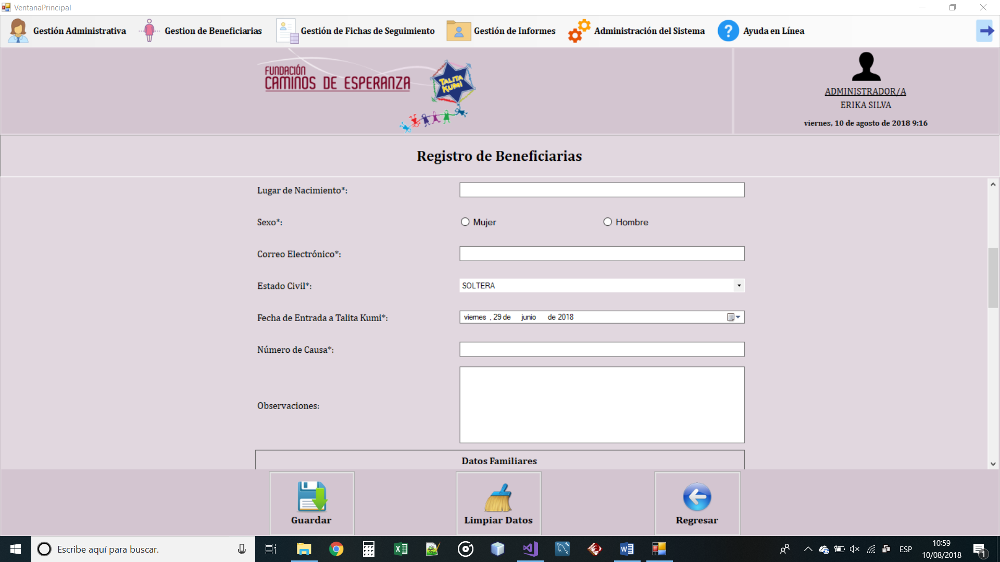 VentanaPrincipal
Gestión Administrativa
Gestion de Beneficiarias
Gestión de Fichas de Seguimiento
Gestión de Informes
Administración del Sistema
? Ayuda en Línea
FUNDACIÓN
CAMINOS DE ESPERANZA
TALITA
KUMI
ADMINISTRADOR/A
ERIKA SILVA
viernes, 10 de agosto de 2018 9:16
Registro de Beneficiarias
Lugar de Nacimiento*:
Sexo*: Mujer Hombre
Correo Electrónico*:
Estado Civil*: SOLTERA
Fecha de Entrada a Talita Kumi*: viernes , 29 de junio de 2018
Número de Causa*:
Observaciones:
Datos Familiares
Guardar
Limpiar Datos
Regresar
Escribe aquí para buscar.
ESP
10:59
10/08/2018
1